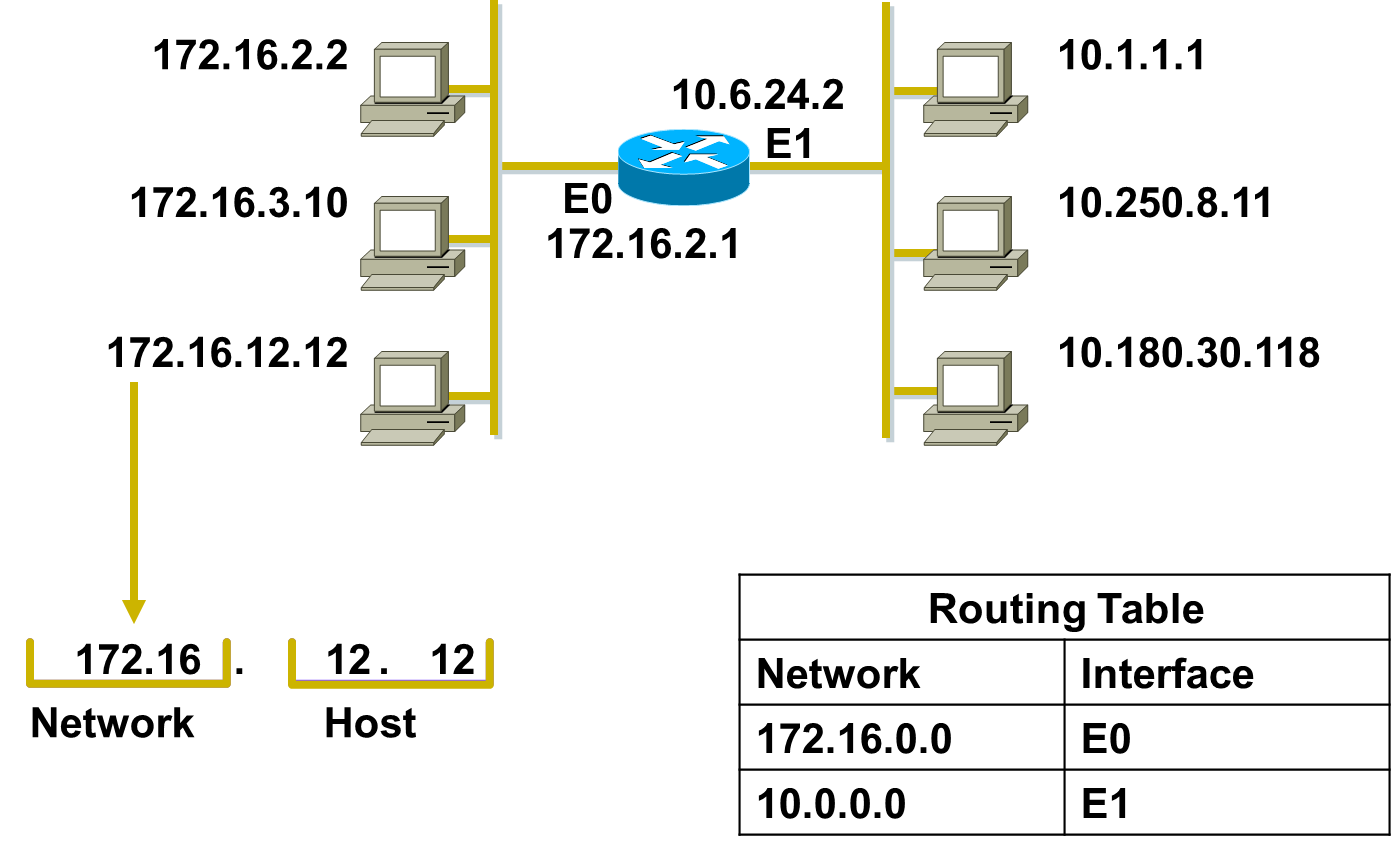 172.16.2.2
10.1.1.1
10.6.24.2
E1
172.16.3.10
E0
10.250.8.11
172.16.2.1
172.16.12.12
10.180.30.118
172.16 . 12 . 12
Network Host
Routing Table
Network Interface
172.16.0.0 E0
10.0.0.0 E1